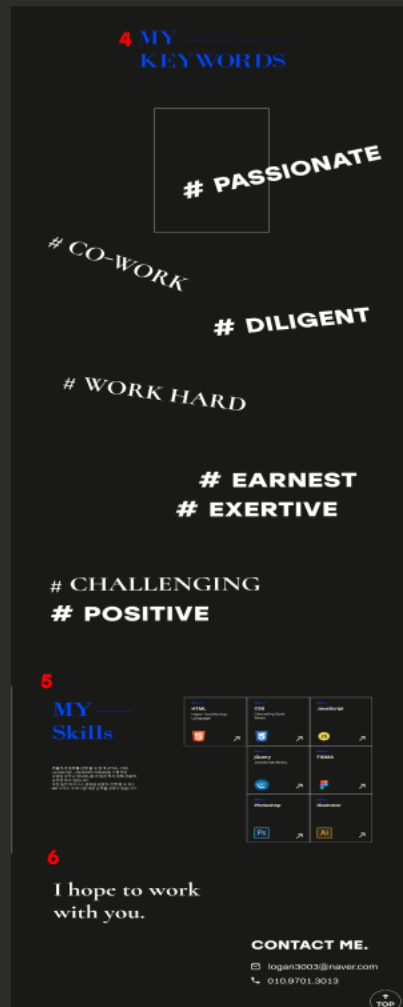 4 MY
KEYWORDS
# PASSIONATE
# CO-WORK
# DILIGENT
# WORK HARD
# EARNEST
# EXERTIVE
# CHALLENGING
# POSITIVE
5
MY
Skills
HTML
CSS
JavaScript
jQuery
FIGMA
Photoshop
Illustrator
Ps
Ai
6
I hope to work
with you.
CONTACT ME.
logan3003@naver.com
010.9701.3013
TOP